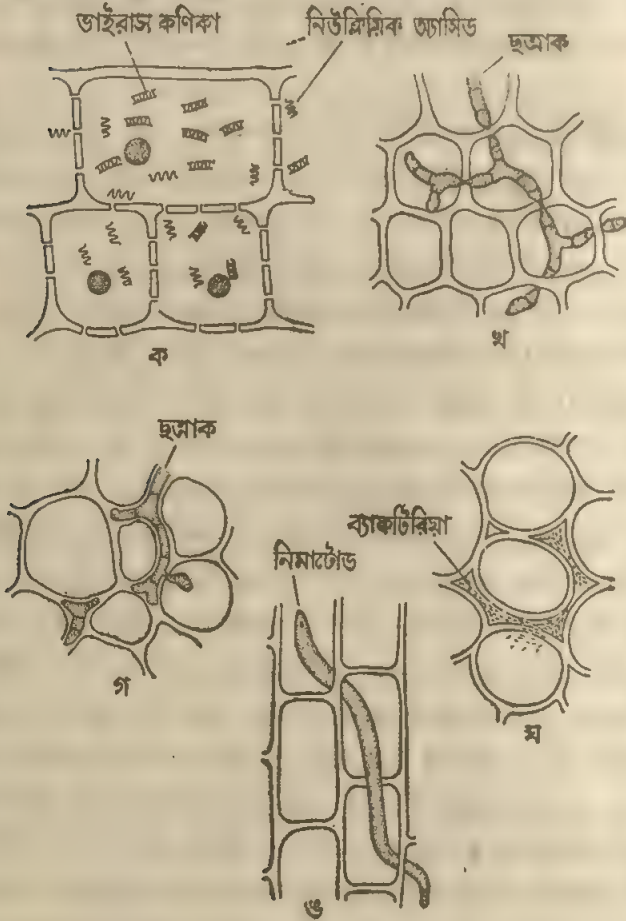 ভাইরাস কণিকা
নিউক্লিয়িক অ্যাসিড
ছত্রাক
ক
খ
ছত্রাক
ব্যাকটিরিয়া
নিমাটোড
গ
ঘ
ঙ